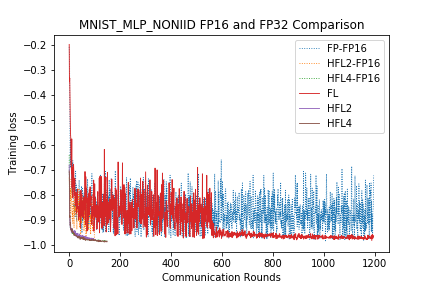 MNIST_MLP_NONIID FP16 and FP32 Comparison
FP-FP16
HFL2-FP16
HFL4-FP16
FL
HFL2
HFL4
Training loss
−0.2
−0.3
−0.4
−0.5
−0.6
−0.7
−0.8
−0.9
−1.0
0
200
400
600
800
1000
1200
Communication Rounds